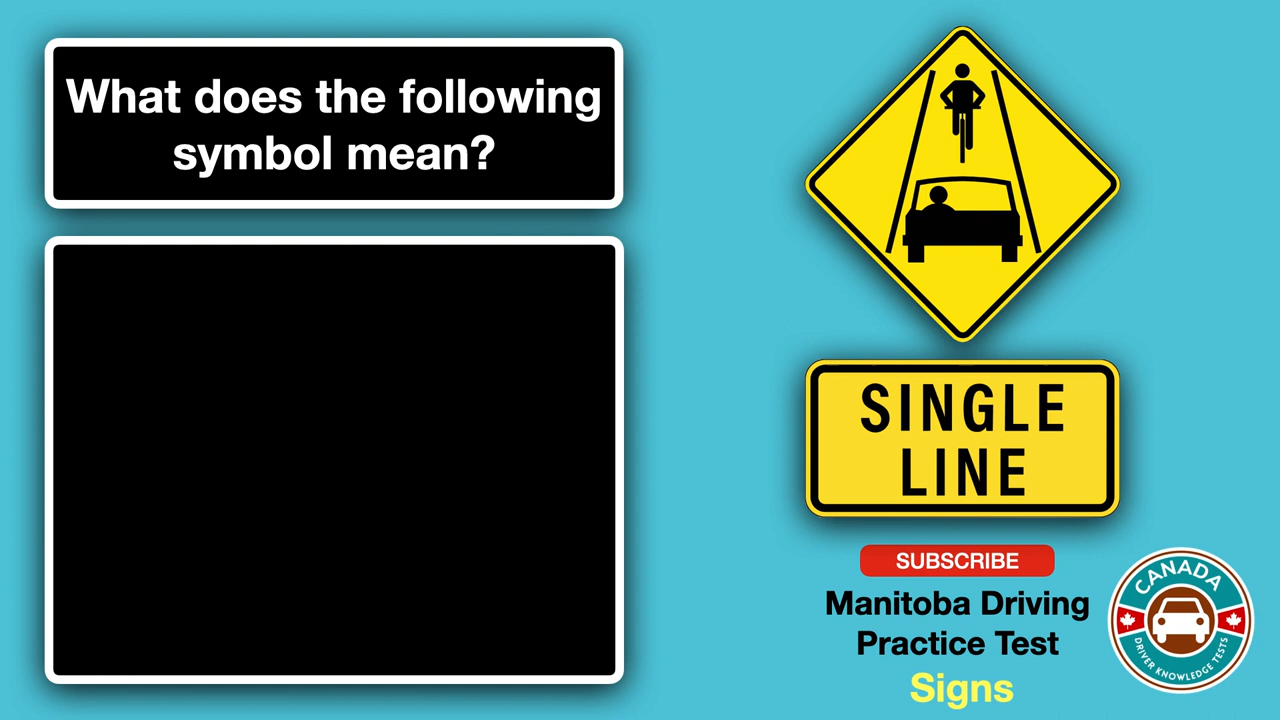 What does the following
symbol mean?
SINGLE
LINE
SUBSCRIBE
Manitoba Driving
Practice Test
Signs
CANADA
DRIVER KNOWLEDGE TESTS